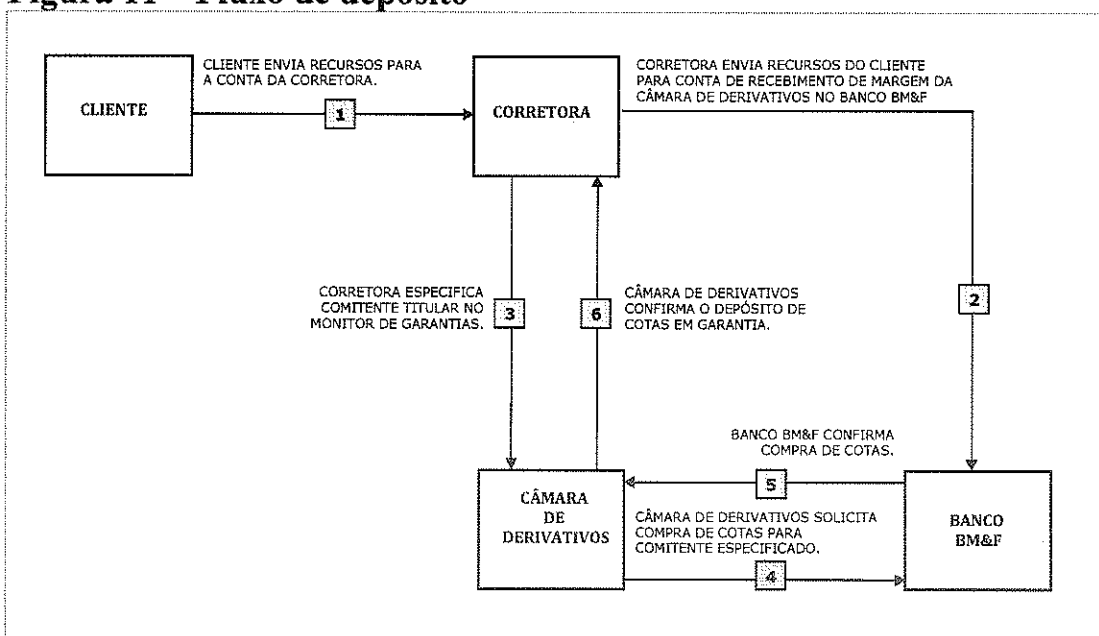 Figura 11 - Fluxo de depósito
CLIENTE ENVIA RECURSOS PARA
A CONTA DA CORRETORA.
CORRETORA ENVIA RECURSOS DO CLIENTE
PARA CONTA DE RECEBIMENTO DE MARGEM DA
CÂMARA DE DERIVATIVOS NO BANCO BM&F
CLIENTE
1
CORRETORA
CORRETORA ESPECIFICA
COMITENTE TITULAR NO
MONITOR DE GARANTIAS.
3
6
CÂMARA DE DERIVATIVOS
CONFIRMA O DEPÓSITO DE
COTAS EM GARANTIA.
2
BANCO BM&F CONFIRMA
COMPRA DE COTAS.
5
CÂMARA
DE
DERIVATIVOS
CÂMARA DE DERIVATIVOS SOLICITA
COMPRA DE COTAS PARA
COMITENTE ESPECIFICADO.
4
BANCO
BM&F